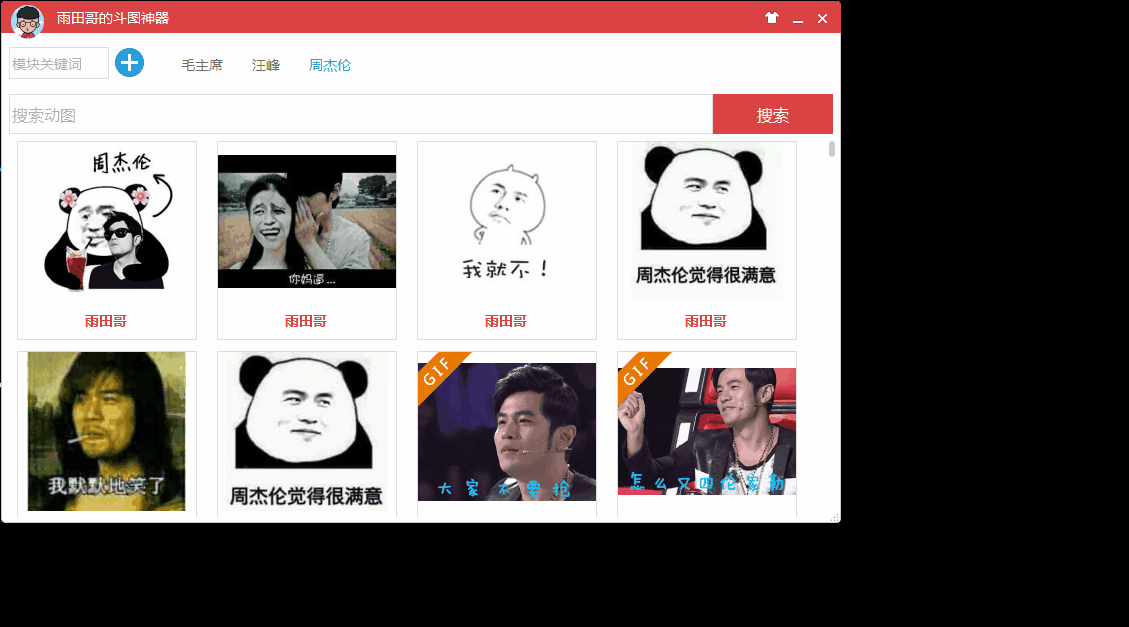 雨田哥的斗图神器
模块关键词
毛主席 汪峰 周杰伦
搜索动图 搜索
周杰伦
你妈逼...
我就不！
周杰伦觉得很满意
雨田哥 雨田哥 雨田哥 雨田哥
我默默地笑了
周杰伦觉得很满意
GIF
大家不要抢
GIF
怎么又四伦家勒